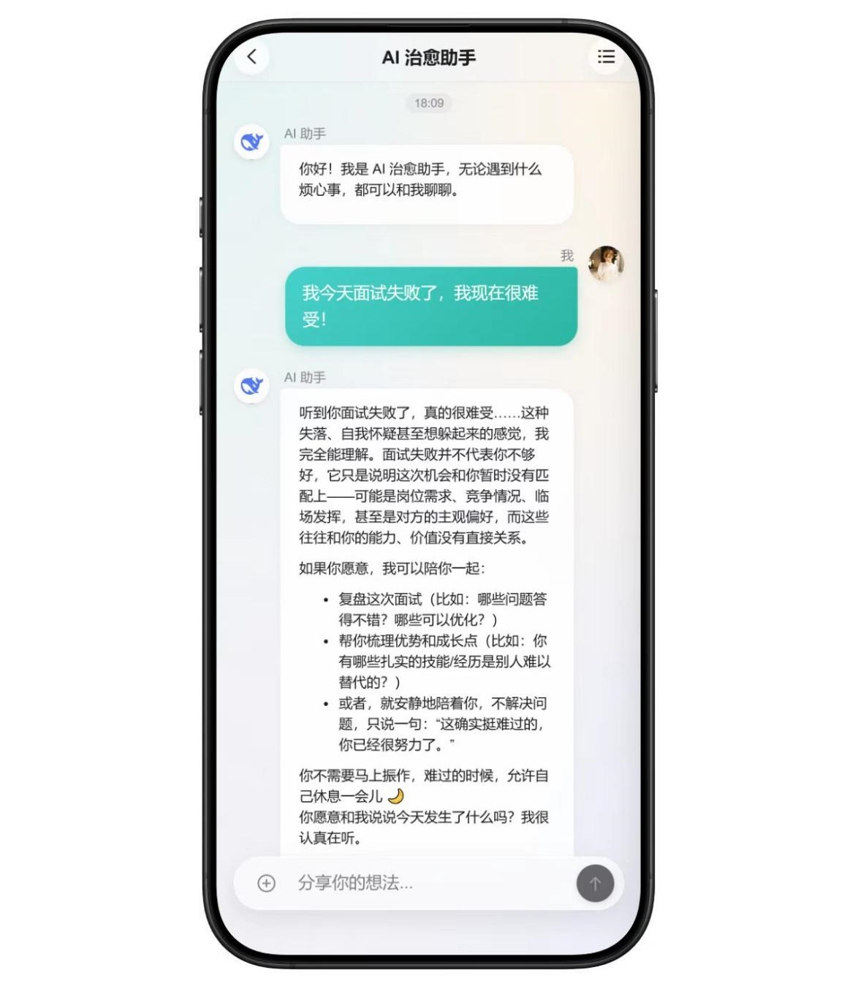 AI 治愈助手
18:09
AI 助手
你好！我是 AI 治愈助手，无论遇到什么
烦心事，都可以和我聊聊。
我
我今天面试失败了，我现在很难
受！
AI 助手
听到你面试失败了，真的很难受……这种
失落、自我怀疑甚至想躲起来的感觉，我
完全能理解。面试失败并不代表你不够
好，它只是说明这次机会和你暂时没有匹
配上——可能是岗位需求、竞争情况、临
场发挥，甚至是对方的主观偏好，而这些
往往和你的能力、价值没有直接关系。
如果你愿意，我可以陪你一起：
• 复盘这次面试（比如：哪些问题答
得不错？哪些可以优化？）
• 帮你梳理优势和成长点（比如：你
有哪些扎实的技能/经历是别人难以
替代的？）
• 或者，就安静地陪着你，不解决问
题，只说一句：“这确实挺难过的，
你已经很努力了。”
你不需要马上振作，难过的时候，允许自
己休息一会儿 🌙
你愿意和我说说今天发生了什么吗？我很
认真在听。
分享你的想法...